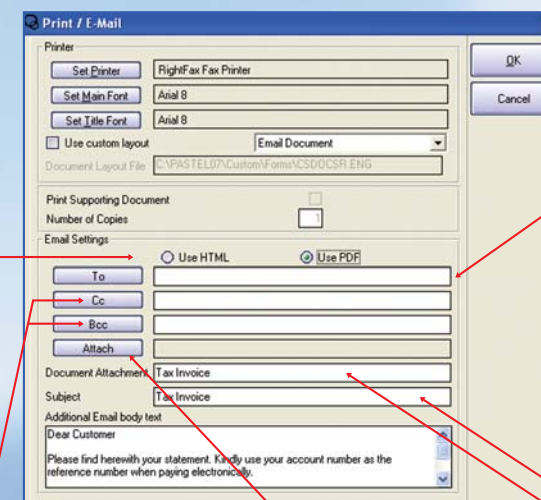 Print / E-Mail
Printer
Set Printer RightFax Fax Printer
Set Main Font Arial 8
Set Title Font Arial 8
Use custom layout Email Document
Document Layout File C:\PASTEL07\Custom\Forms\CSDOCSR.ENG
Print Supporting Document
Number of Copies 1
Email Settings
Use HTML Use PDF
To
Cc
Bcc
Attach
Document Attachment Tax Invoice
Subject Tax Invoice
Additional Email body text
Dear Customer
Please find herewith your statement. Kindly use your account number as the
reference number when paying electronically.
OK
Cancel